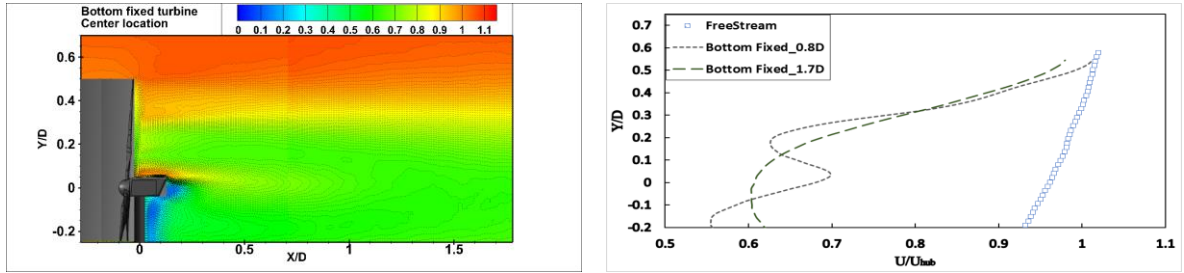 Bottom fixed turbine
Center location
0 0.1 0.2 0.3 0.4 0.5 0.6 0.7 0.8 0.9 1 1.1
Y/D
0.6
0.4
0.2
0
-0.2
0 0.5 1 1.5
X/D
Y/D
0.75
0.7
0.6
0.5
0.4
0.3
0.2
0.1
0
-0.1
-0.2
FreeStream
Bottom Fixed_0.8D
Bottom Fixed_1.7D
0.5 0.6 0.7 0.8 0.9 1 1.1
U/Uhub